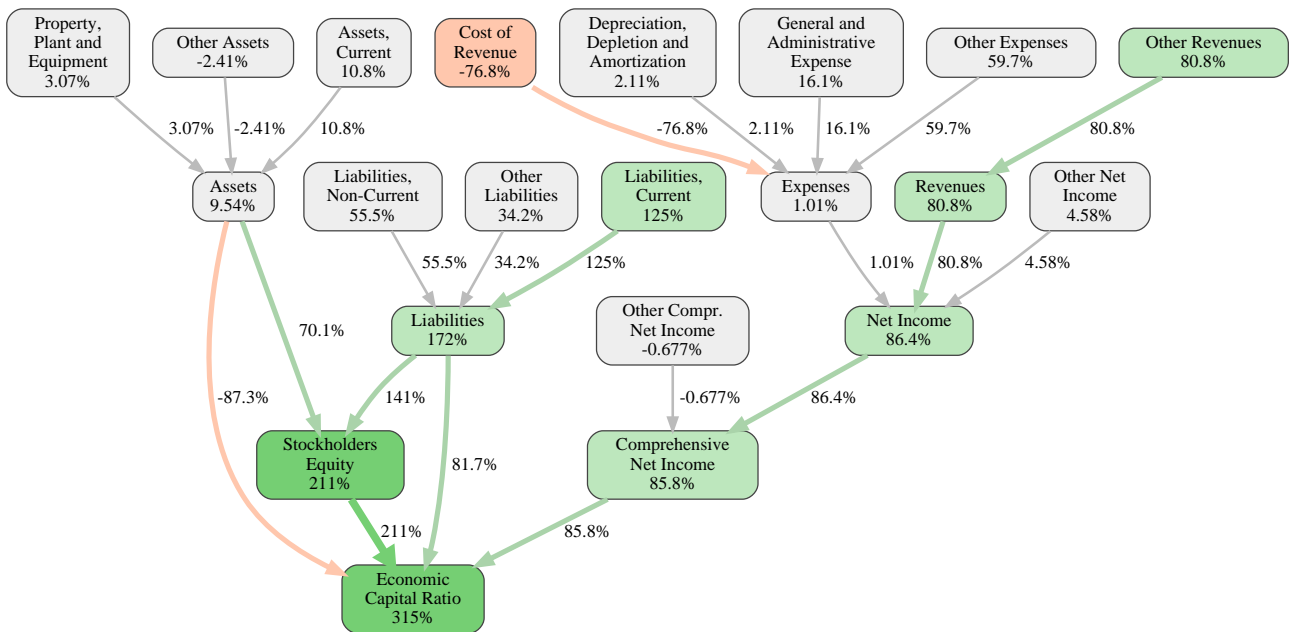 Property,
Plant and
Equipment
3.07%
Other Assets
-2.41%
Assets,
Current
10.8%
Cost of
Revenue
-76.8%
Depreciation,
Depletion and
Amortization
2.11%
General and
Administrative
Expense
16.1%
Other Expenses
59.7%
Other Revenues
80.8%
3.07%
-2.41%
10.8%
-76.8%
2.11%
16.1%
59.7%
80.8%
Assets
9.54%
Liabilities,
Non-Current
55.5%
Other
Liabilities
34.2%
Liabilities,
Current
125%
Expenses
1.01%
Revenues
80.8%
Other Net
Income
4.58%
55.5%
34.2%
125%
1.01%
80.8%
4.58%
70.1%
Liabilities
172%
Other Compr.
Net Income
-0.677%
Net Income
86.4%
-87.3%
141%
-0.677%
86.4%
Stockholders
Equity
211%
81.7%
Comprehensive
Net Income
85.8%
211%
85.8%
Economic
Capital Ratio
315%